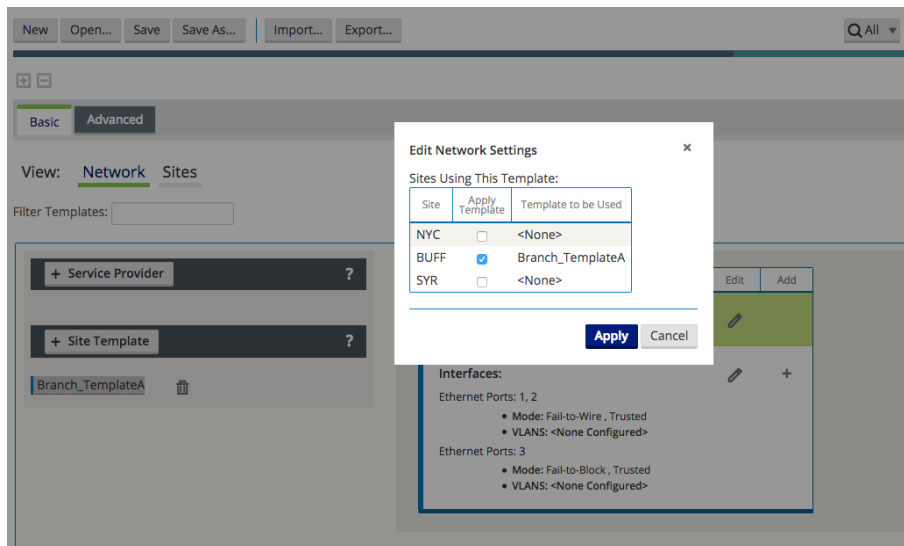 New Open... Save Save As... Import... Export... All
Basic Advanced
View: Network Sites
Filter Templates:
+ Service Provider ?
+ Site Template ?
Branch_TemplateA
Edit Network Settings ×
Sites Using This Template:
Site Apply Template Template to be Used
NYC <None>
BUFF Branch_TemplateA
SYR <None>
Apply Cancel
Edit Add
Interfaces: +
Ethernet Ports: 1, 2
• Mode: Fail-to-Wire , Trusted
• VLANS: <None Configured>
Ethernet Ports: 3
• Mode: Fail-to-Block , Trusted
• VLANS: <None Configured>